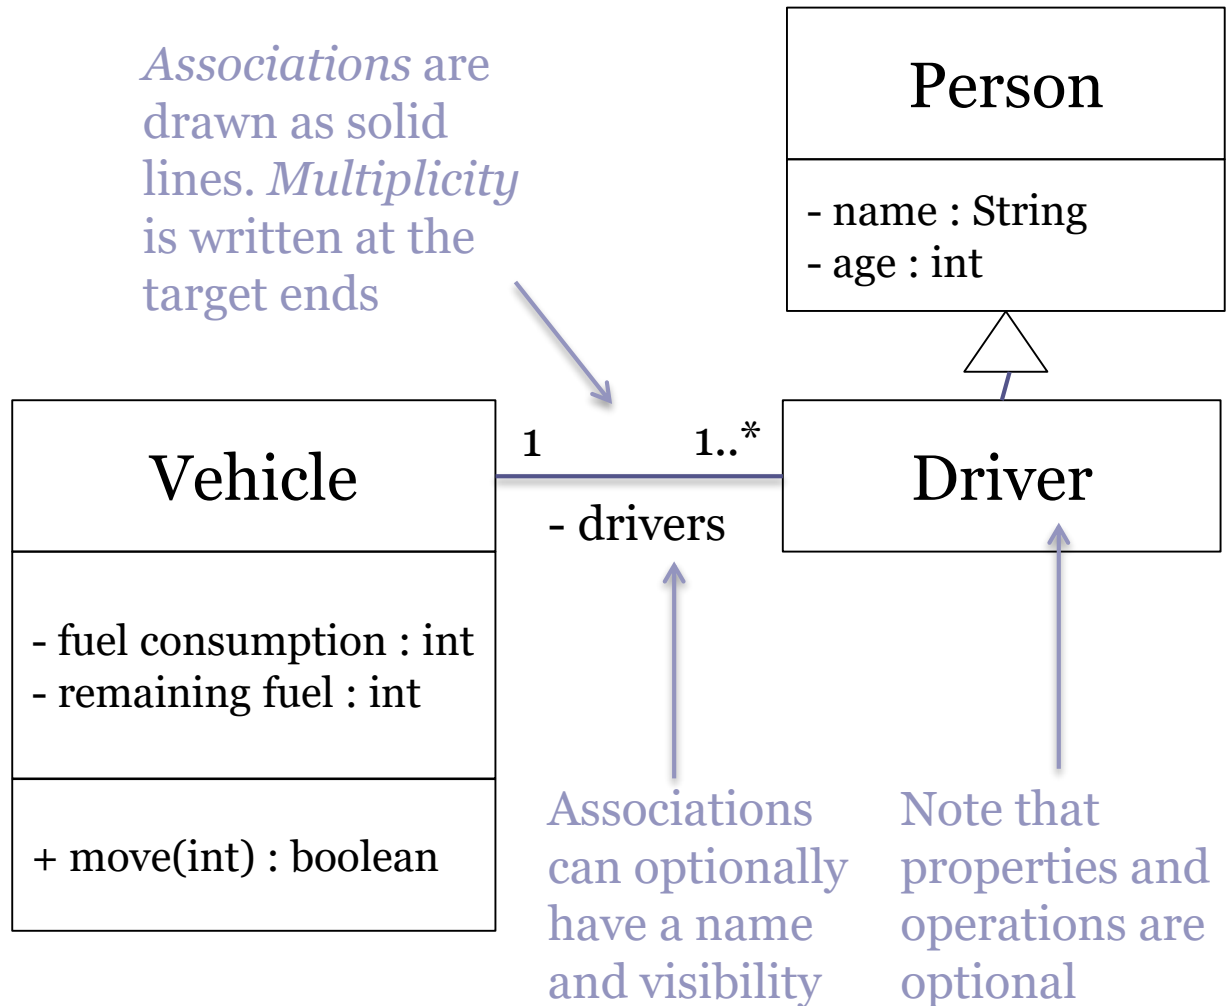 Associations are
drawn as solid
lines. Multiplicity
is written at the
target ends
Person
- name : String
- age : int
Vehicle
- fuel consumption : int
- remaining fuel : int
+ move(int) : boolean
1
1..*
- drivers
Driver
Associations
can optionally
have a name
and visibility
Note that
properties and
operations are
optional